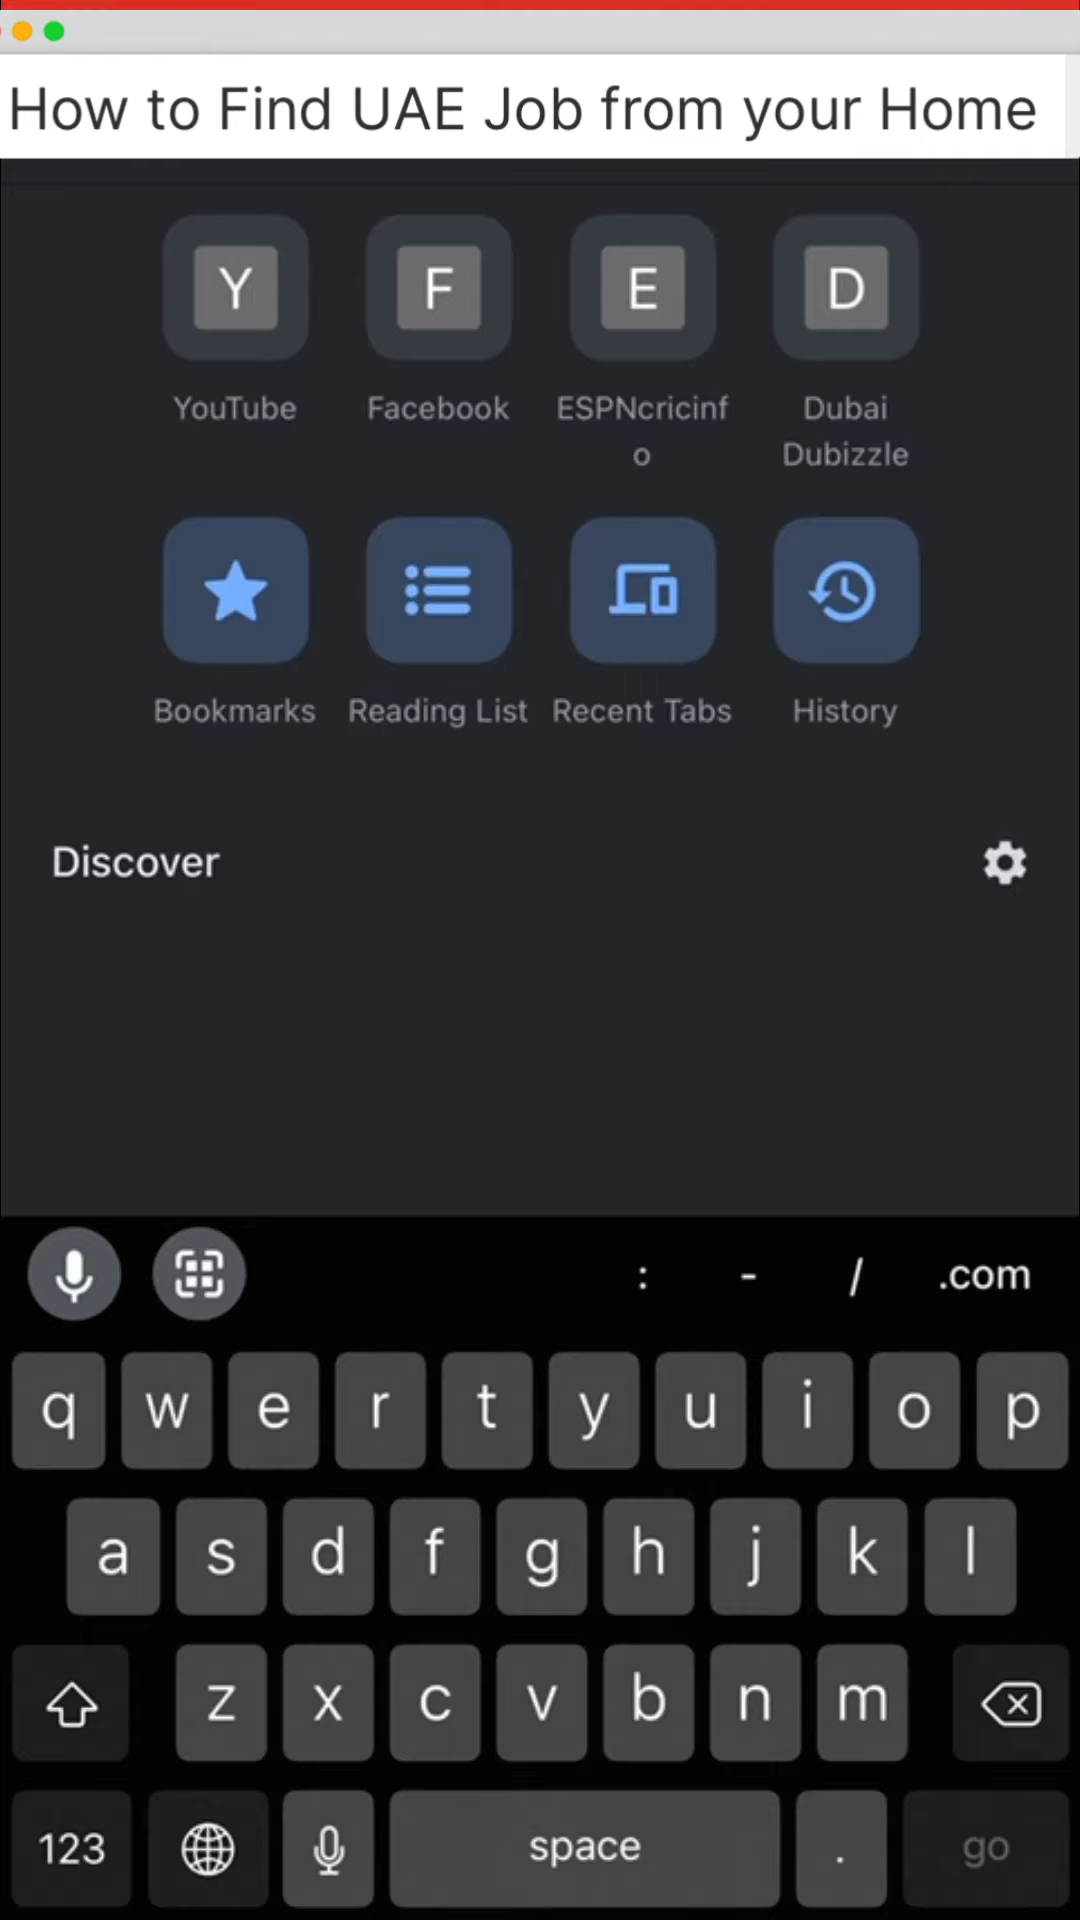 How to Find UAE Job from your Home
Y F E D
YouTube Facebook ESPNcricinf Dubai
o Dubizzle
Bookmarks Reading List Recent Tabs History
Discover
: - / .com
q w e r t y u i o p
a s d f g h j k l
z x c v b n m
123 space . go